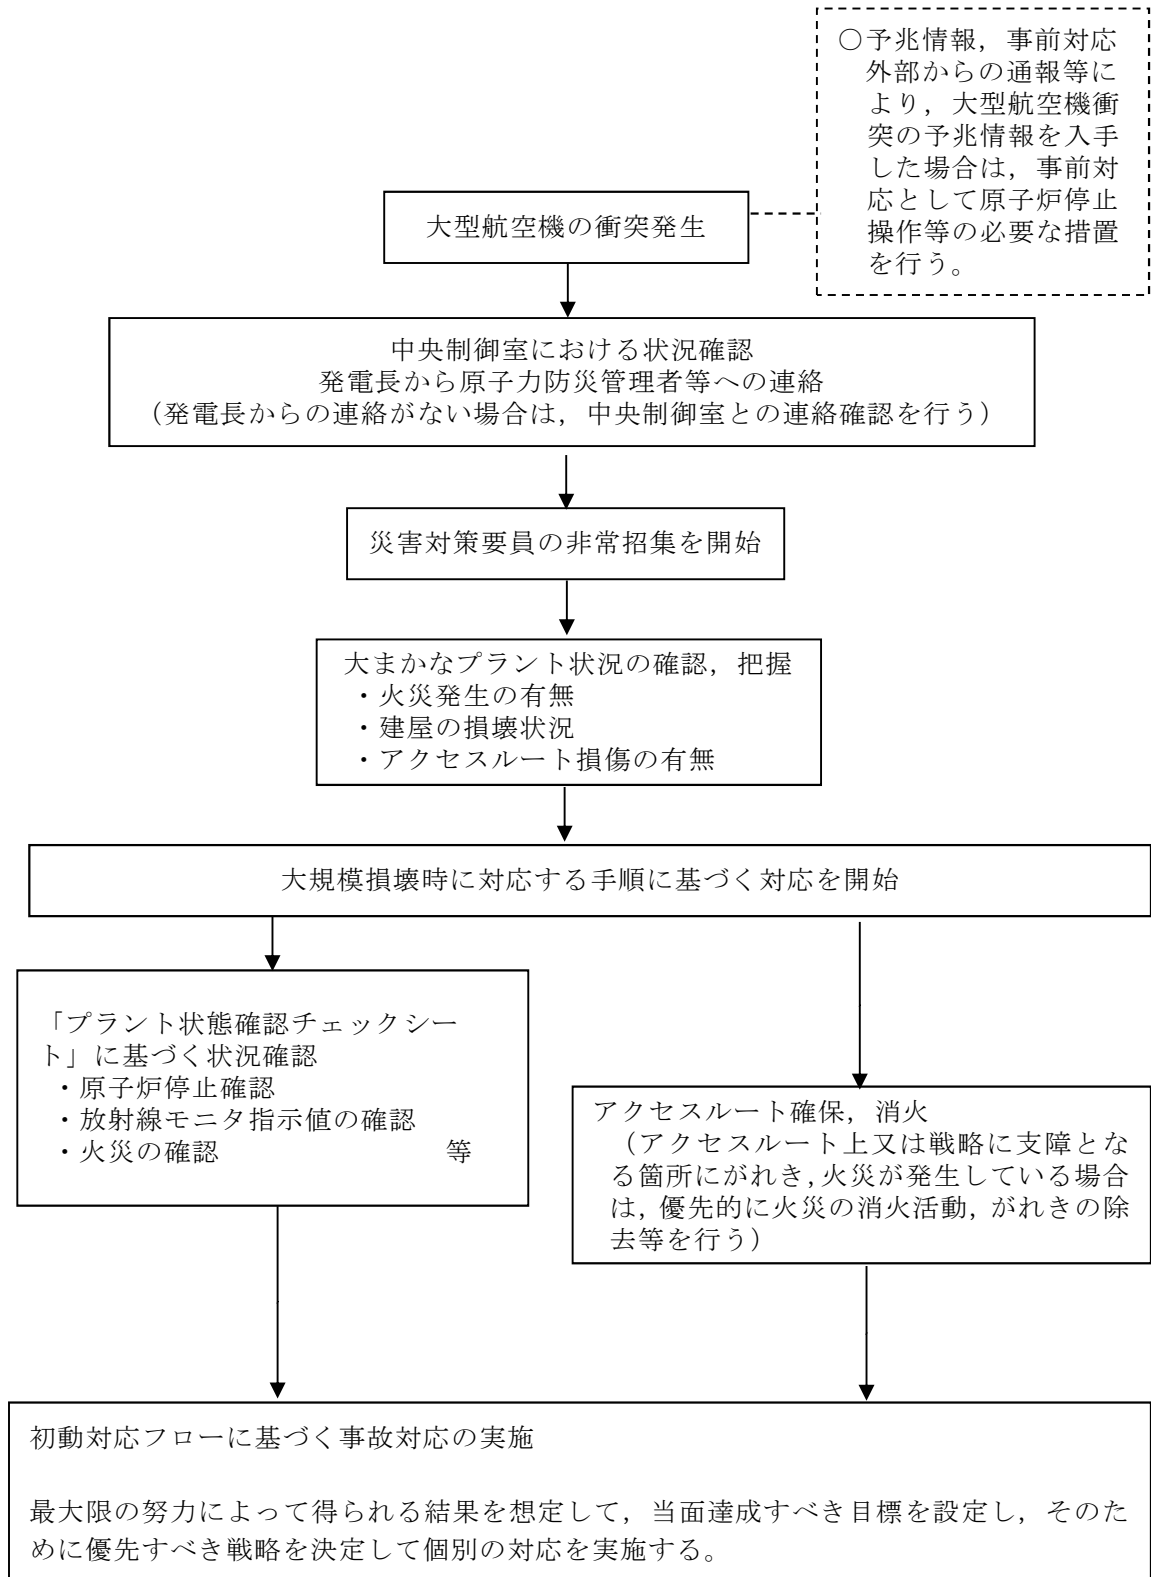 ○予兆情報，事前対応
外部からの通報等に
より，大型航空機衝
突の予兆情報を入手
した場合は，事前対
応として原子炉停止
操作等の必要な措置
を行う。
大型航空機の衝突発生
中央制御室における状況確認
発電長から原子力防災管理者等への連絡
（発電長からの連絡がない場合は，中央制御室との連絡確認を行う）
災害対策要員の非常招集を開始
大まかなプラント状況の確認，把握
・火災発生の有無
・建屋の損壊状況
・アクセスルート損傷の有無
大規模損壊時に対応する手順に基づく対応を開始
「プラント状態確認チェックシー
ト」に基づく状況確認
・原子炉停止確認
・放射線モニタ指示値の確認
・火災の確認　　　　　　　　等
アクセスルート確保，消火
（アクセスルート上又は戦略に支障とな
る箇所にがれき，火災が発生している場合
は，優先的に火災の消火活動，がれきの除
去等を行う）
初動対応フローに基づく事故対応の実施
最大限の努力によって得られる結果を想定して，当面達成すべき目標を設定し，そのた
めに優先すべき戦略を決定して個別の対応を実施する。